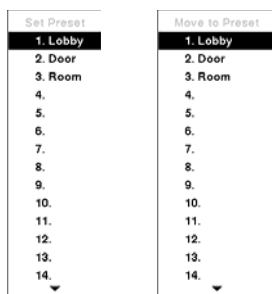 Set Preset
1. Lobby
2. Door
3. Room
4.
5.
6.
7.
8.
9.
10.
11.
12.
13.
14.
Move to Preset
1. Lobby
2. Door
3. Room
4.
5.
6.
7.
8.
9.
10.
11.
12.
13.
14.